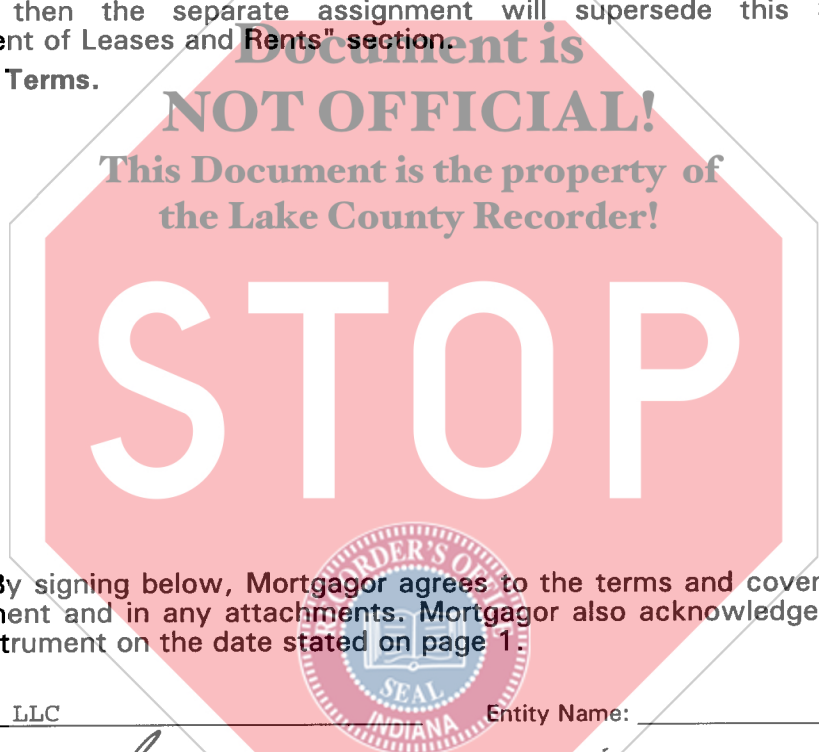 then the separate assignment will supersede this
ent of Leases and Rents" section.
Document is
Terms.
NOT OFFICIAL!
This Document is the property of
the Lake County Recorder!
STOP
RECORDER'S OFFICE
By signing below, Mortgagor agrees to the terms and cover
ment and in any attachments. Mortgagor also acknowledge
trument on the date stated on page 1.
SEAL
INDIANA
LLC Entity Name: